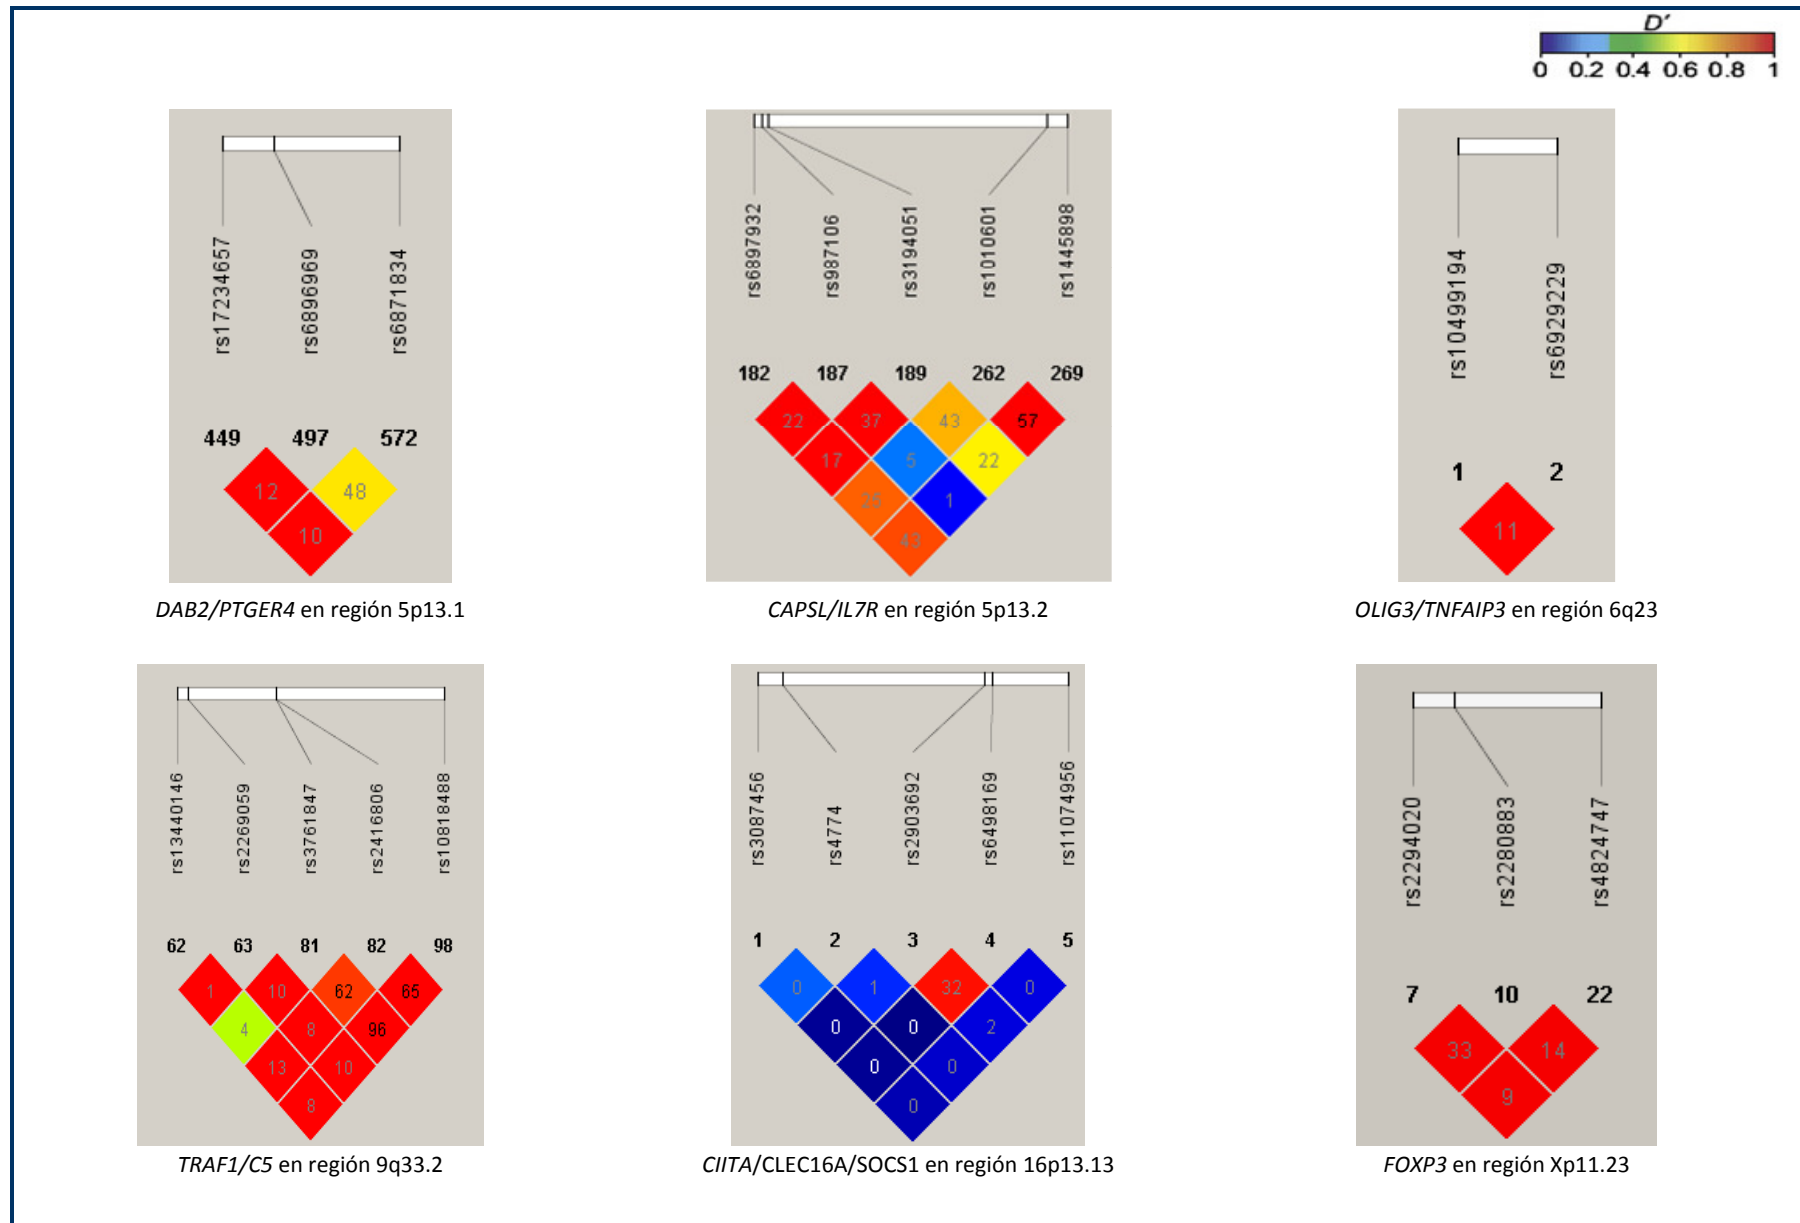 D'
0 0.2 0.4 0.6 0.8 1
rs17234657
rs6896969
rs6871834
449 497 572
12 48
10
DAB2/PTGER4 en región 5p13.1
rs6897932
rs987106
rs3194051
rs1010601
rs1445898
182 187 189 262 269
22 37 43 57
17 5 22
25 1
43
CAPSL/IL7R en región 5p13.2
rs10499194
rs6929229
1 2
11
OLIG3/TNFAIP3 en región 6q23
rs13440146
rs2269059
rs3761847
rs2416806
rs10818488
62 63 81 82 98
1 10 62 65
4 8 96
13 10
8
TRAF1/C5 en región 9q33.2
rs3087456
rs4774
rs2903692
rs6498169
rs11074956
1 2 3 4 5
0 1 32 0
0 0 2
0 0
0
CIITA/CLEC16A/SOCS1 en región 16p13.13
rs2294020
rs2280883
rs4824747
7 10 22
33 14
9
FOXP3 en región Xp11.23